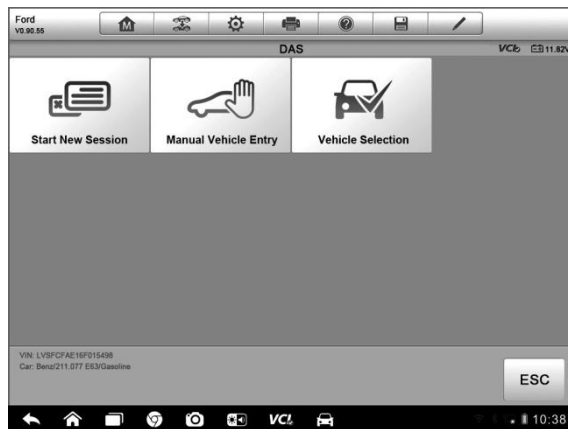 Ford
V0.90.55
DAS
VCI
11.62V
Start New Session
Manual Vehicle Entry
Vehicle Selection
VIN: LVSFCFAE16F015498
Car: Benz/211.077 E63/Gasoline
ESC
VCI
10:38